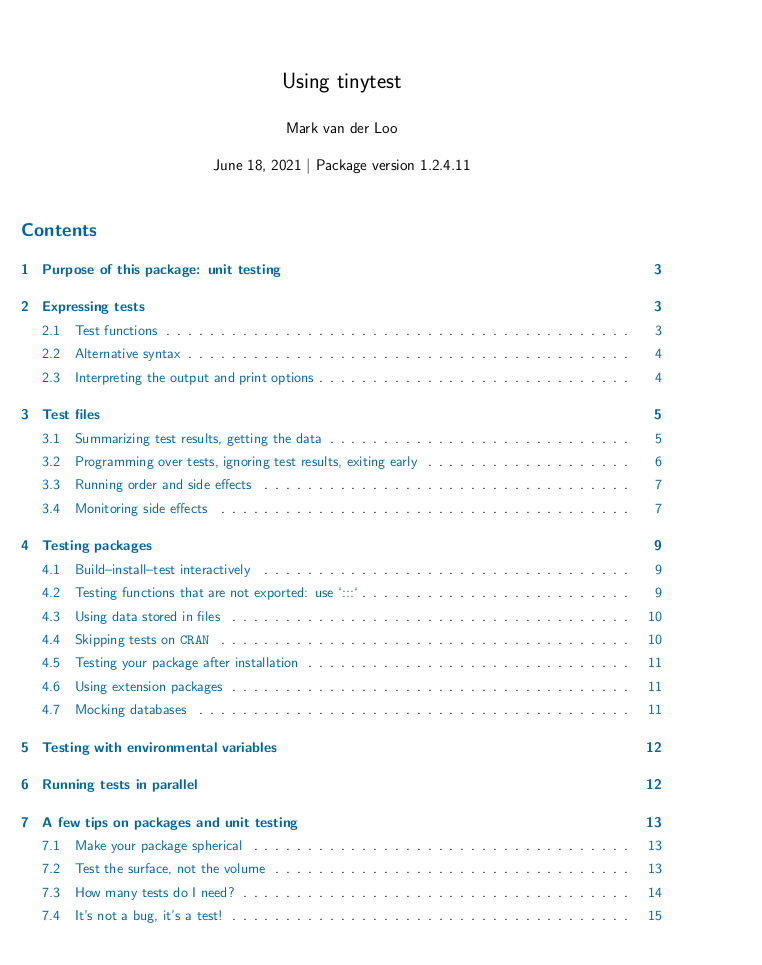 Using tinytest
Mark van der Loo
June 18, 2021 | Package version 1.2.4.11
Contents
1 Purpose of this package: unit testing 3
2 Expressing tests 3
2.1 Test functions . . . . . . . . . . . . . . . . . . . . . . . . . . . . . . . . . . . . . . . 3
2.2 Alternative syntax . . . . . . . . . . . . . . . . . . . . . . . . . . . . . . . . . . . . . 4
2.3 Interpreting the output and print options . . . . . . . . . . . . . . . . . . . . . . . . . . 4
3 Test files 5
3.1 Summarizing test results, getting the data . . . . . . . . . . . . . . . . . . . . . . . . . 5
3.2 Programming over tests, ignoring test results, exiting early . . . . . . . . . . . . . . . . . 6
3.3 Running order and side effects . . . . . . . . . . . . . . . . . . . . . . . . . . . . . . . 7
3.4 Monitoring side effects . . . . . . . . . . . . . . . . . . . . . . . . . . . . . . . . . . . 7
4 Testing packages 9
4.1 Build–install–test interactively . . . . . . . . . . . . . . . . . . . . . . . . . . . . . . . 9
4.2 Testing functions that are not exported: use ‘:::‘ . . . . . . . . . . . . . . . . . . . . . . . 9
4.3 Using data stored in files . . . . . . . . . . . . . . . . . . . . . . . . . . . . . . . . . . 10
4.4 Skipping tests on CRAN . . . . . . . . . . . . . . . . . . . . . . . . . . . . . . . . . . . 10
4.5 Testing your package after installation . . . . . . . . . . . . . . . . . . . . . . . . . . . 11
4.6 Using extension packages . . . . . . . . . . . . . . . . . . . . . . . . . . . . . . . . . . 11
4.7 Mocking databases . . . . . . . . . . . . . . . . . . . . . . . . . . . . . . . . . . . . . 11
5 Testing with environmental variables 12
6 Running tests in parallel 12
7 A few tips on packages and unit testing 13
7.1 Make your package spherical . . . . . . . . . . . . . . . . . . . . . . . . . . . . . . . . 13
7.2 Test the surface, not the volume . . . . . . . . . . . . . . . . . . . . . . . . . . . . . . 13
7.3 How many tests do I need? . . . . . . . . . . . . . . . . . . . . . . . . . . . . . . . . . 14
7.4 It’s not a bug, it’s a test! . . . . . . . . . . . . . . . . . . . . . . . . . . . . . . . . . . 15